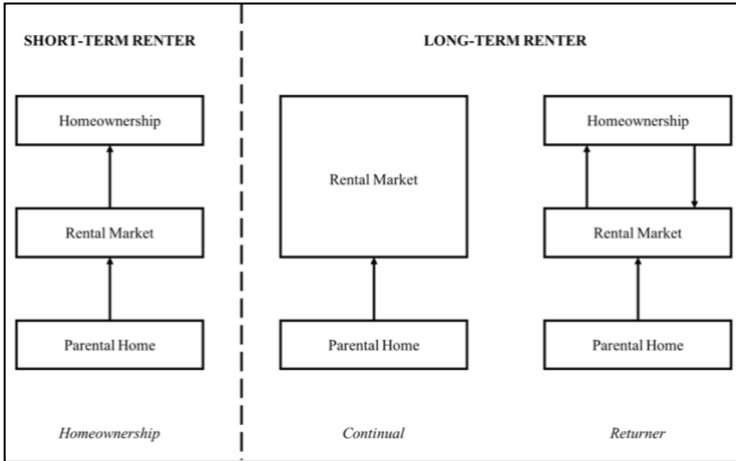 SHORT-TERM RENTER
LONG-TERM RENTER
Homeownership
Rental Market
Parental Home
Homeownership
Rental Market
Parental Home
Continual
Homeownership
Rental Market
Parental Home
Returner